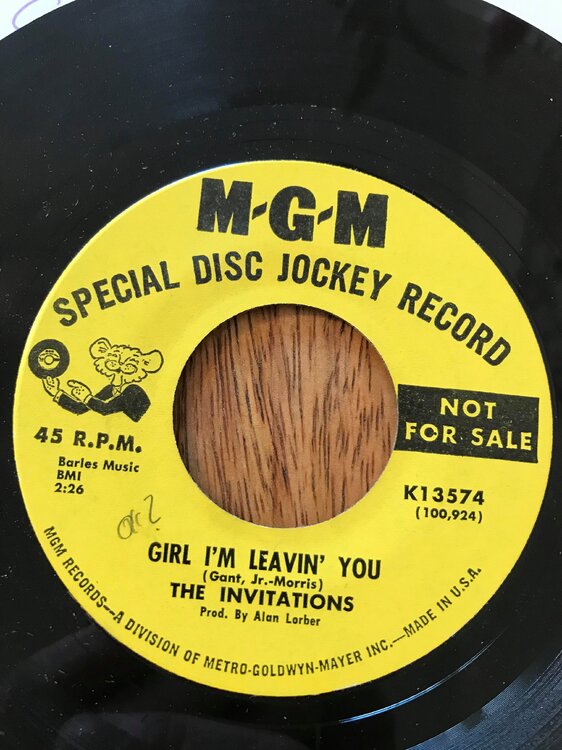 M-G-M
SPECIAL DISC JOCKEY RECORD
NOT
FOR SALE
45 R.P.M.
Barles Music
BMI
2:26
K13574
(100,924)
GIRL I'M LEAVIN' YOU
(Gant, Jr.-Morris)
THE INVITATIONS
Prod. By Alan Lorber
MGM RECORDS—A DIVISION OF METRO-GOLDWYN-MAYER INC.—MADE IN U.S.A.